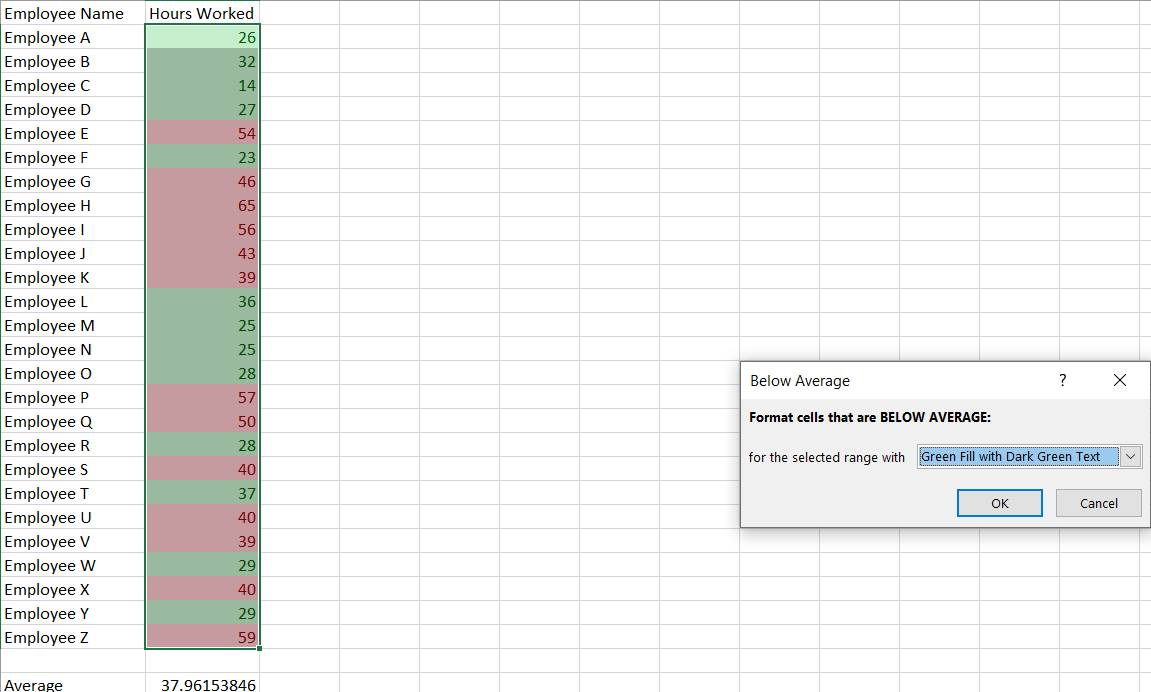 Employee Name Hours Worked
Employee A 26
Employee B 32
Employee C 14
Employee D 27
Employee E 54
Employee F 23
Employee G 46
Employee H 65
Employee I 56
Employee J 43
Employee K 39
Employee L 36
Employee M 25
Employee N 25
Employee O 28
Employee P 57
Employee Q 50
Employee R 28
Employee S 40
Employee T 37
Employee U 40
Employee V 39
Employee W 29
Employee X 40
Employee Y 29
Employee Z 59
Average 37.96153846
Below Average ?
Format cells that are BELOW AVERAGE:
for the selected range with Green Fill with Dark Green Text
OK Cancel